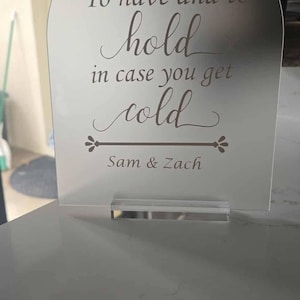 To have and to
hold
in case you get
cold
Sam & Zach